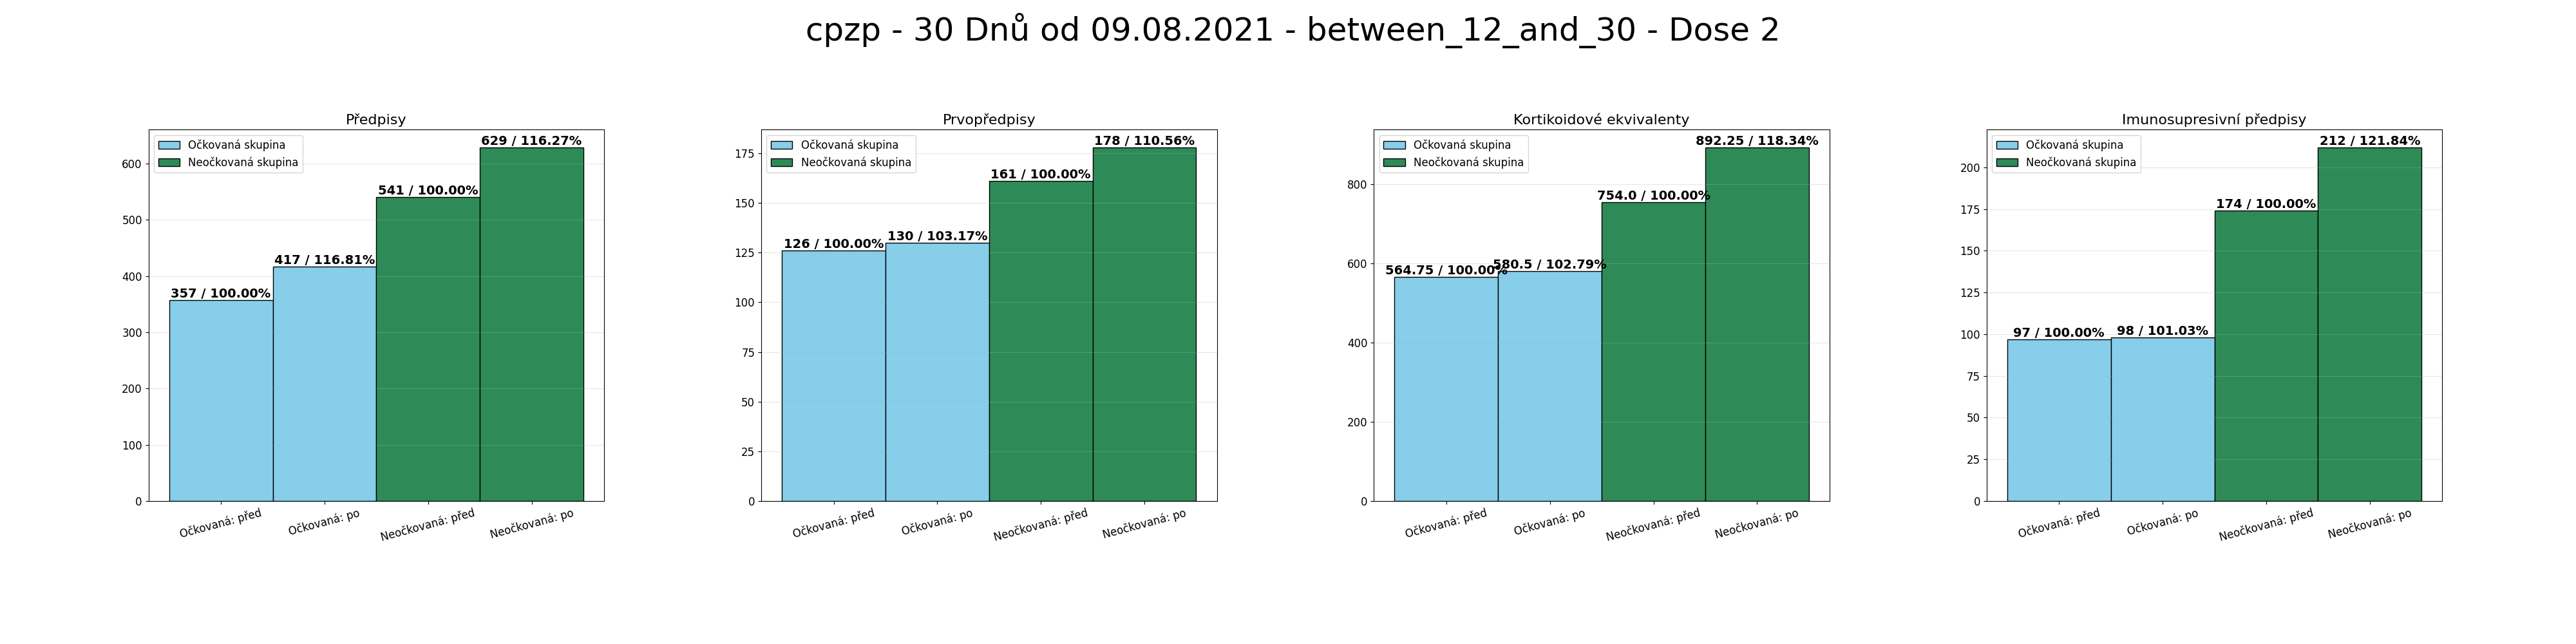 cpzp - 30 Dnů od 09.08.2021 - between_12_and_30 - Dose 2
Předpisy
Očkovaná skupina
Neočkovaná skupina
357 / 100.00%
417 / 116.81%
541 / 100.00%
629 / 116.27%
600
500
400
300
200
100
0
Očkovaná: před
Očkovaná: po
Neočkovaná: před
Neočkovaná: po
Prvopředpisy
Očkovaná skupina
Neočkovaná skupina
126 / 100.00%
130 / 103.17%
161 / 100.00%
178 / 110.56%
175
150
125
100
75
50
25
0
Očkovaná: před
Očkovaná: po
Neočkovaná: před
Neočkovaná: po
Kortikoidové ekvivalenty
Očkovaná skupina
Neočkovaná skupina
564.75 / 100.00%
580.5 / 102.79%
754.0 / 100.00%
892.25 / 118.34%
800
600
400
200
0
Očkovaná: před
Očkovaná: po
Neočkovaná: před
Neočkovaná: po
Imunosupresivní předpisy
Očkovaná skupina
Neočkovaná skupina
97 / 100.00%
98 / 101.03%
174 / 100.00%
212 / 121.84%
200
175
150
125
100
75
50
25
0
Očkovaná: před
Očkovaná: po
Neočkovaná: před
Neočkovaná: po